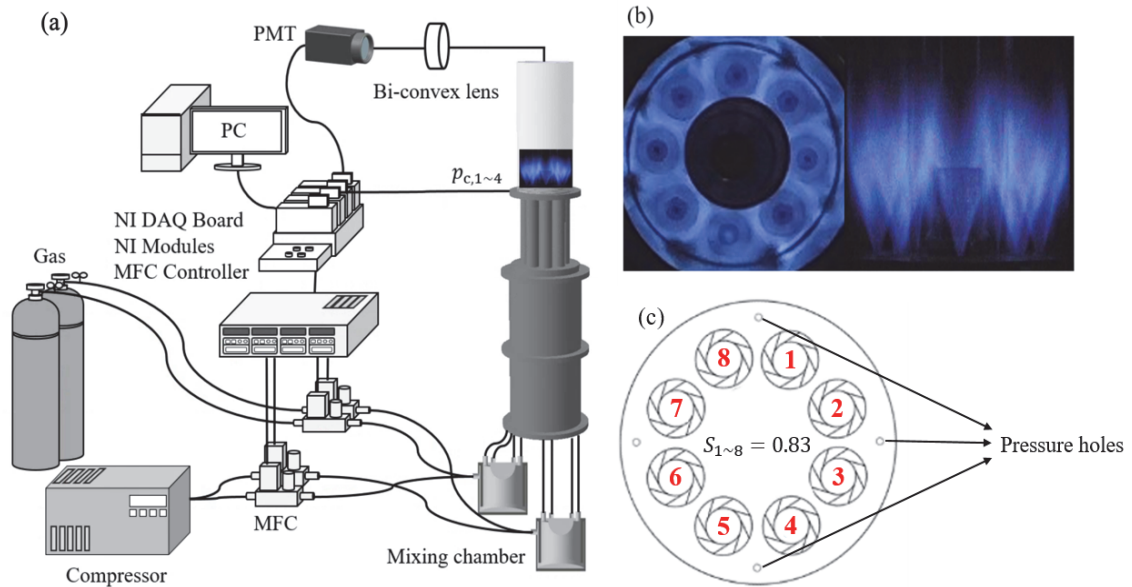 (a)
PMT
Bi-convex lens
PC
p_c,1~4
NI DAQ Board
NI Modules
MFC Controller
Gas
MFC
Mixing chamber
Compressor
(b)
(c)
8 1
7 2
S_1~8 = 0.83
6 3
5 4
Pressure holes